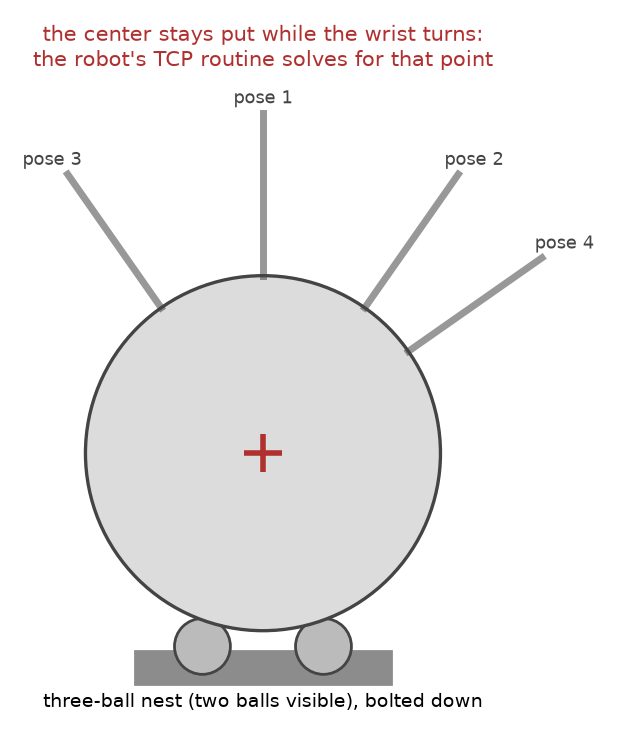 the center stays put while the wrist turns:
the robot's TCP routine solves for that point
pose 1
pose 3
pose 2
pose 4
three-ball nest (two balls visible), bolted down